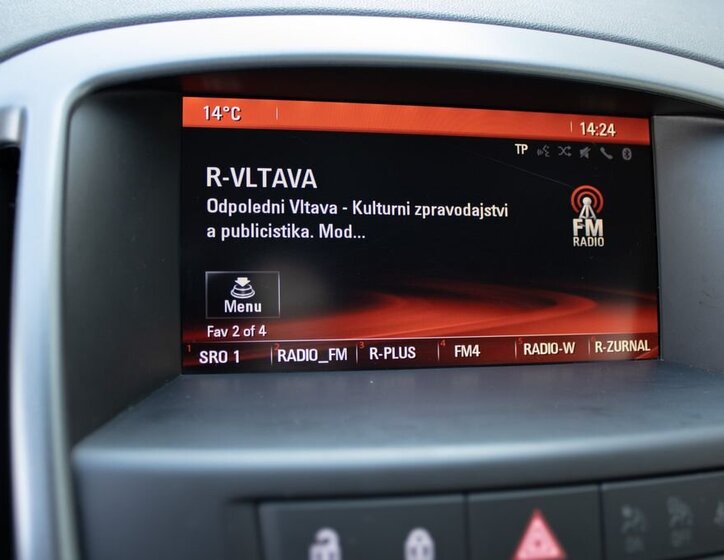 14°C 14:24
TP
R-VLTAVA
Odpoledni Vltava - Kulturni zpravodajstvi
a publicistika. Mod...
FM
RADIO
Menu
Fav 2 of 4
1 SRO 1 2 RADIO_FM 3 R-PLUS 4 FM4 5 RADIO-W R-ZURNAL